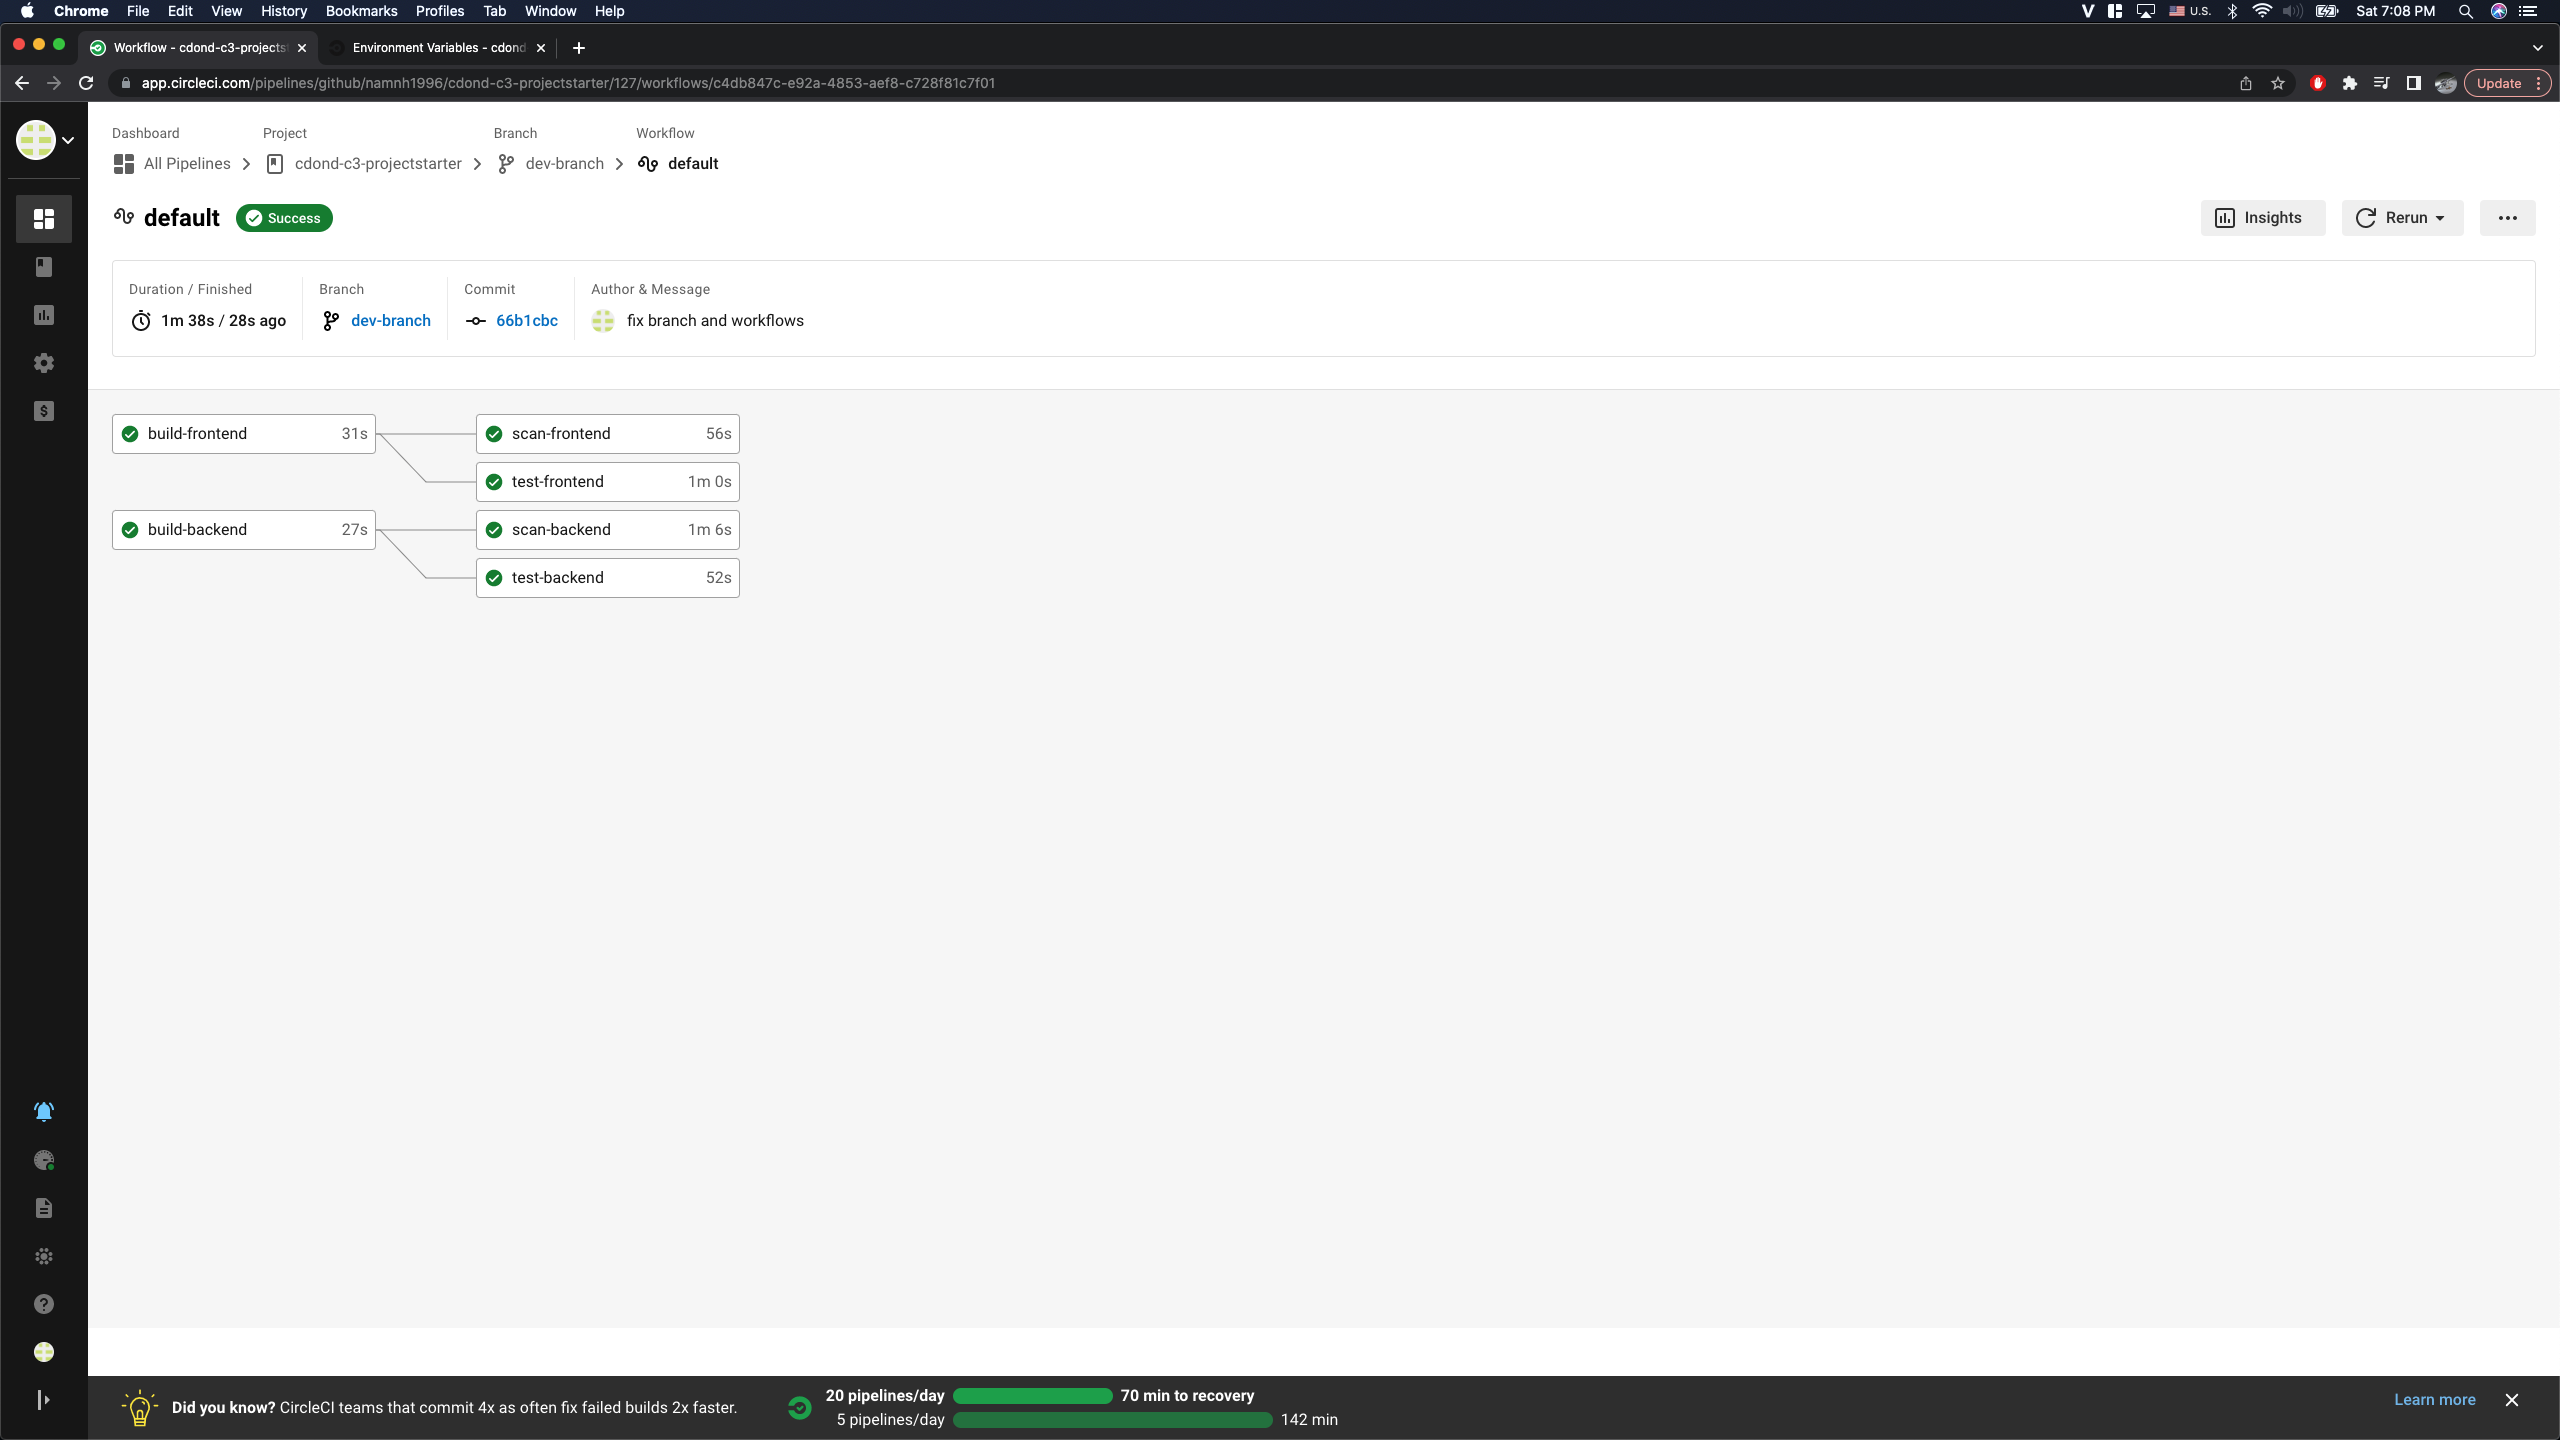 Chrome File Edit View History Bookmarks Profiles Tab Window Help
V U.S. Sat 7:08 PM
Workflow - cdond-c3-projects
Environment Variables - cdond
app.circleci.com/pipelines/github/namnh1996/cdond-c3-projectstarter/127/workflows/c4db847c-e92a-4853-aef8-c728f81c7f01
Update
Dashboard Project Branch Workflow
All Pipelines cdond-c3-projectstarter dev-branch default
default Success
Insights Rerun
Duration / Finished Branch Commit Author & Message
1m 38s / 28s ago dev-branch 66b1cbc fix branch and workflows
build-frontend 31s scan-frontend 56s
test-frontend 1m 0s
build-backend 27s scan-backend 1m 6s
test-backend 52s
Did you know? CircleCI teams that commit 4x as often fix failed builds 2x faster.
20 pipelines/day 70 min to recovery
5 pipelines/day 142 min
Learn more